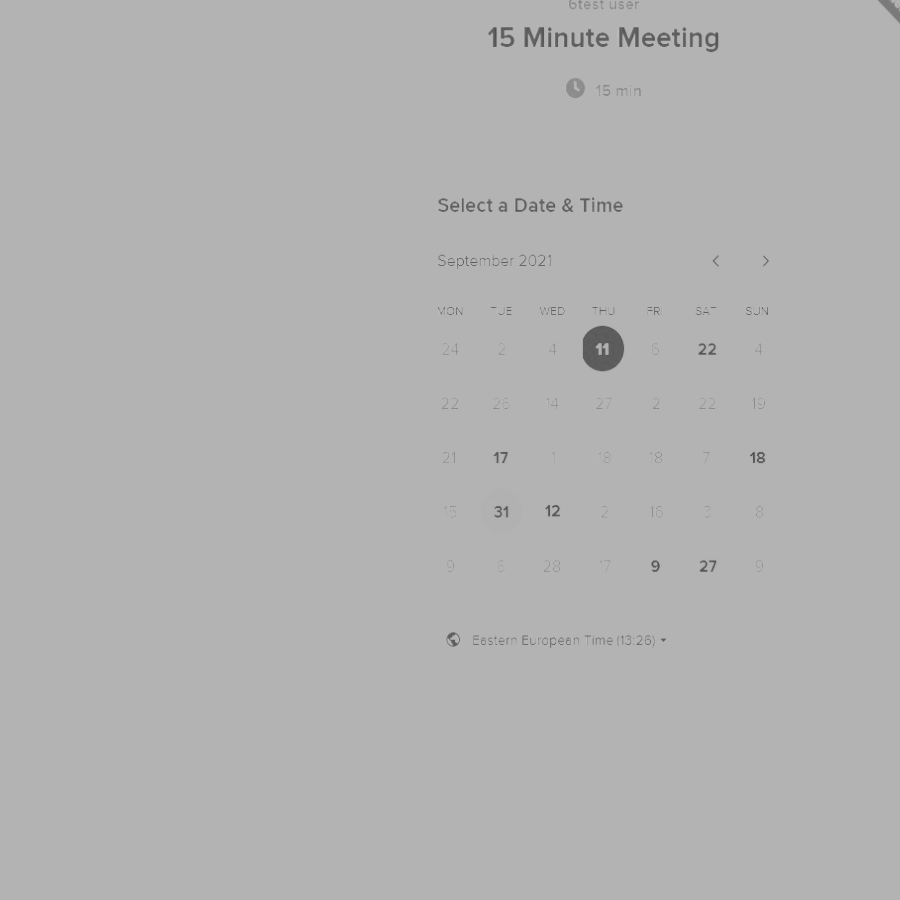 6test user
15 Minute Meeting
15 min
Select a Date & Time
September 2021
MON TUE WED THU FRI SAT SUN
24 2 4 11 6 22 4
22 26 14 27 2 22 19
21 17 1 18 18 7 18
15 31 12 2 16 3 8
9 6 28 17 9 27 9
Eastern European Time (13:26)